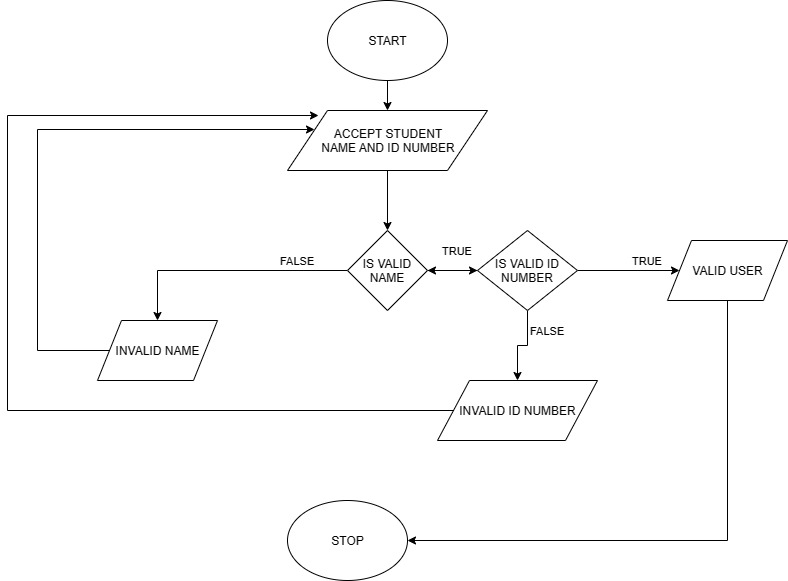 START
ACCEPT STUDENT
NAME AND ID NUMBER
FALSE
IS VALID
NAME
TRUE
IS VALID ID
NUMBER
TRUE
VALID USER
FALSE
INVALID NAME
INVALID ID NUMBER
STOP